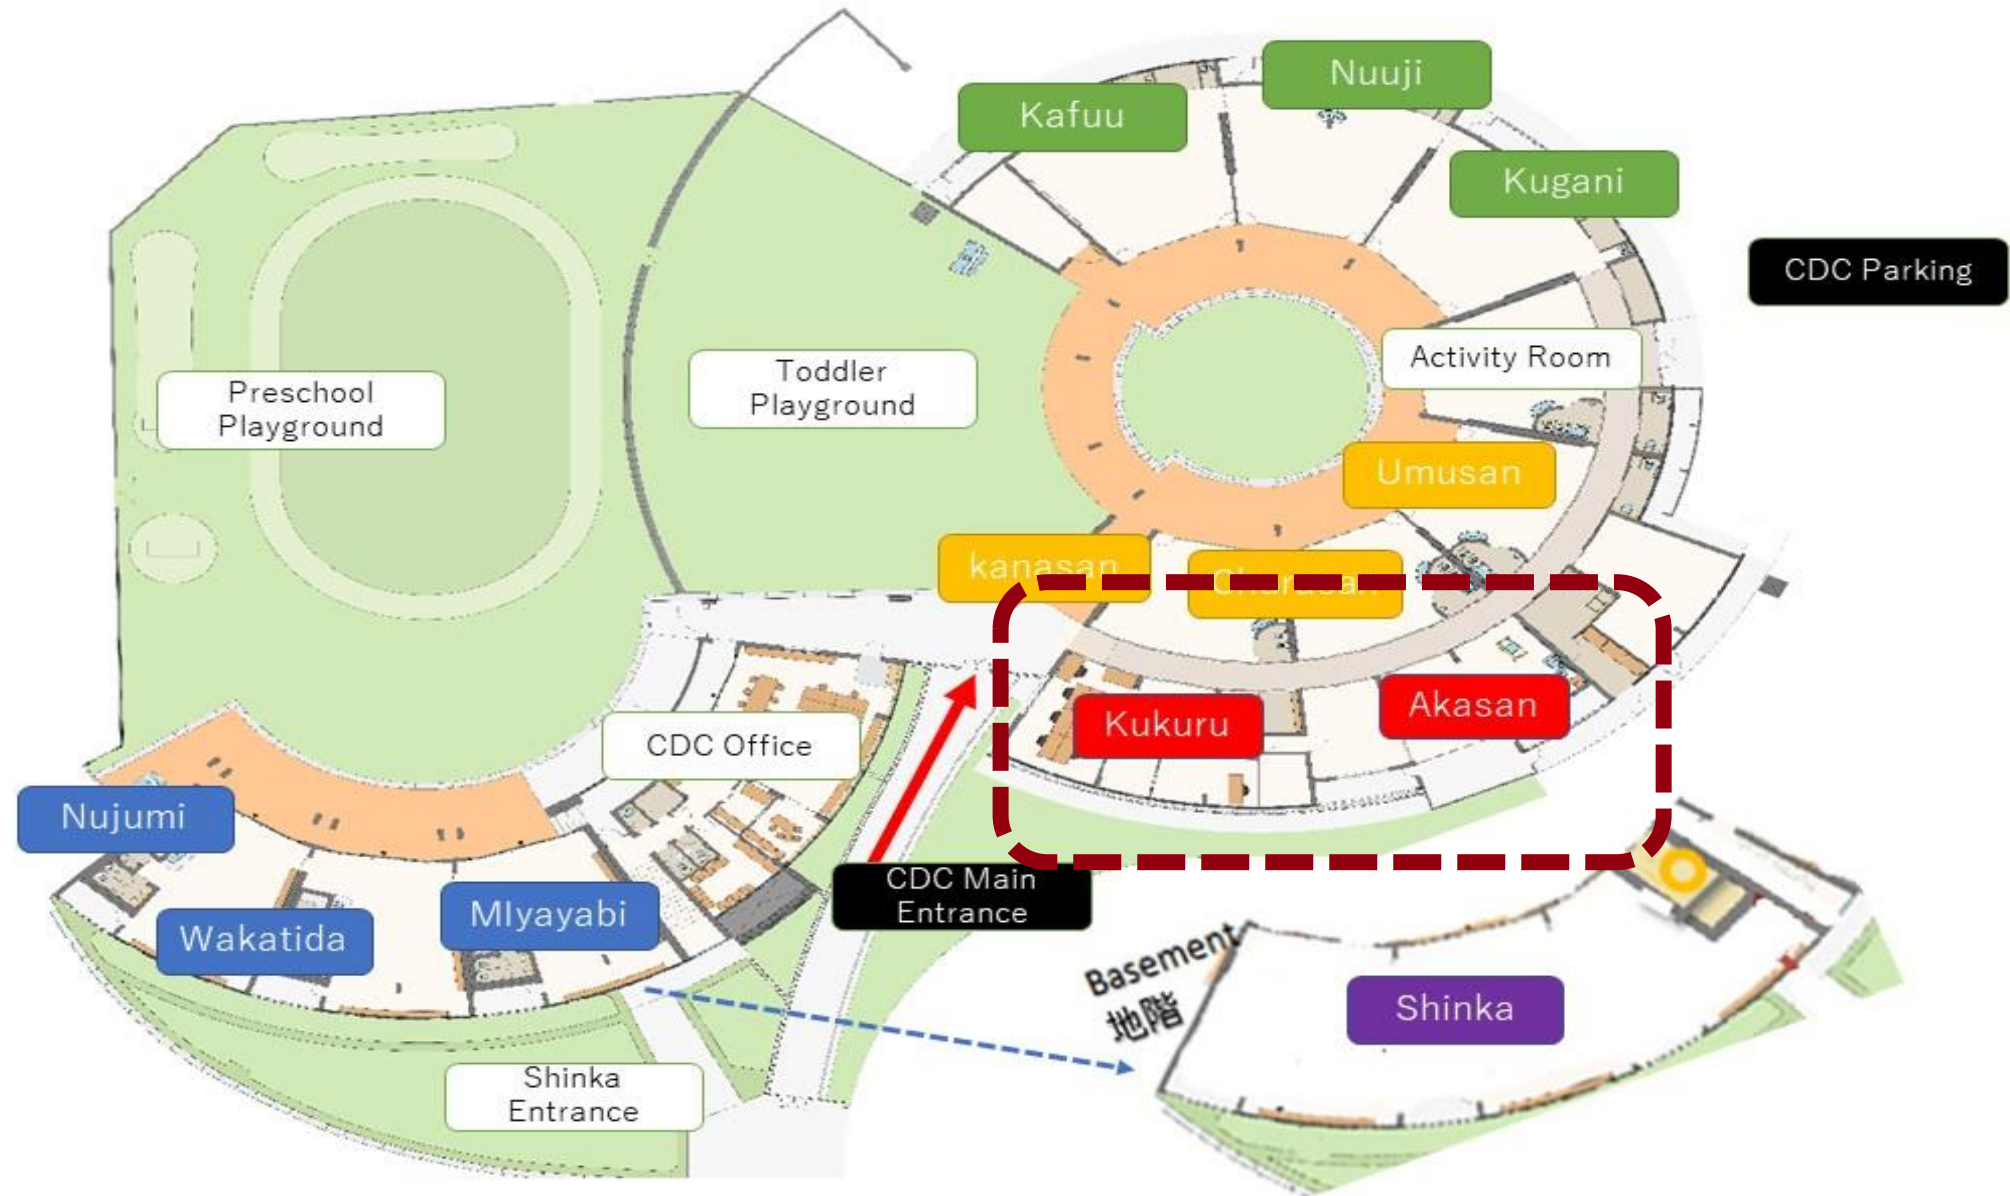 Nuuji
Kafuu
Kugani
CDC Parking
Activity Room
Toddler
Playground
Preschool
Playground
Umusan
kanasan
Churasan
Akasan
Kukuru
CDC Office
Nujumi
CDC Main
Entrance
MIyayabi
Wakatida
Basement
地階
Shinka
Shinka
Entrance